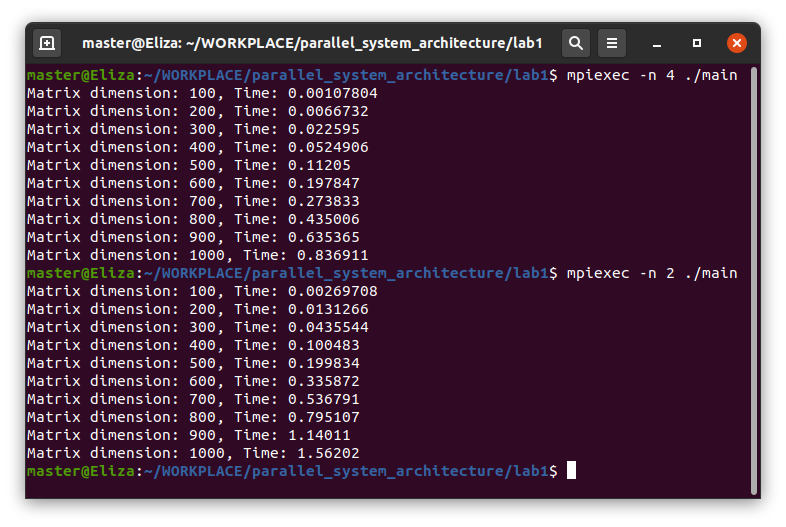 master@Eliza: ~/WORKPLACE/parallel_system_architecture/lab1
master@Eliza:~/WORKPLACE/parallel_system_architecture/lab1$ mpiexec -n 4 ./main
Matrix dimension: 100, Time: 0.00107804
Matrix dimension: 200, Time: 0.0066732
Matrix dimension: 300, Time: 0.022595
Matrix dimension: 400, Time: 0.0524906
Matrix dimension: 500, Time: 0.11205
Matrix dimension: 600, Time: 0.197847
Matrix dimension: 700, Time: 0.273833
Matrix dimension: 800, Time: 0.435006
Matrix dimension: 900, Time: 0.635365
Matrix dimension: 1000, Time: 0.836911
master@Eliza:~/WORKPLACE/parallel_system_architecture/lab1$ mpiexec -n 2 ./main
Matrix dimension: 100, Time: 0.00269708
Matrix dimension: 200, Time: 0.0131266
Matrix dimension: 300, Time: 0.0435544
Matrix dimension: 400, Time: 0.100483
Matrix dimension: 500, Time: 0.199834
Matrix dimension: 600, Time: 0.335872
Matrix dimension: 700, Time: 0.536791
Matrix dimension: 800, Time: 0.795107
Matrix dimension: 900, Time: 1.14011
Matrix dimension: 1000, Time: 1.56202
master@Eliza:~/WORKPLACE/parallel_system_architecture/lab1$